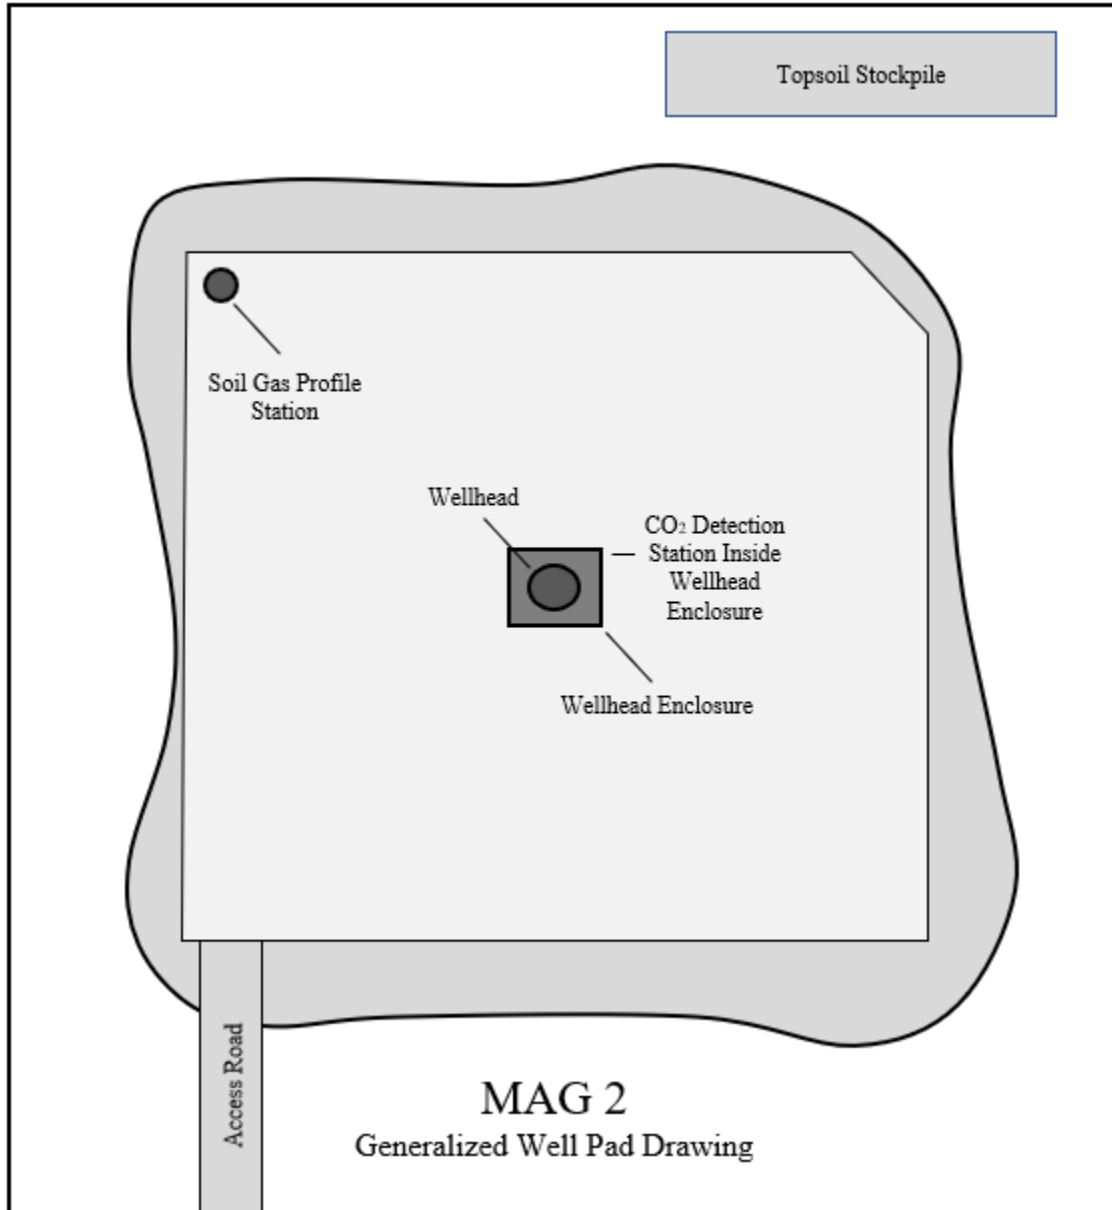 Topsoil Stockpile
Soil Gas Profile
Station
Wellhead
CO₂ Detection
Station Inside
Wellhead
Enclosure
Wellhead Enclosure
Access Road
MAG 2
Generalized Well Pad Drawing